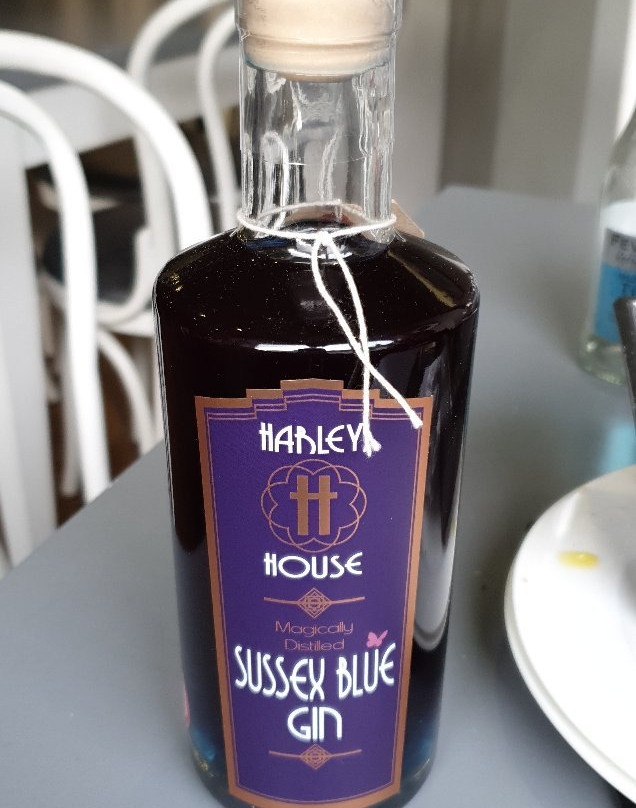 HARLEY
H
HOUSE
Magically
Distilled
SUSSEX BLUE
GIN